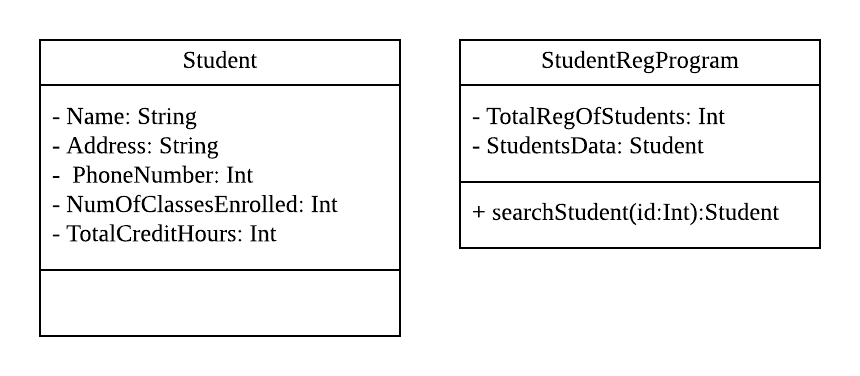 Student
- Name: String
- Address: String
-  PhoneNumber: Int
- NumOfClassesEnrolled: Int
- TotalCreditHours: Int
StudentRegProgram
- TotalRegOfStudents: Int
- StudentsData: Student
+ searchStudent(id:Int):Student